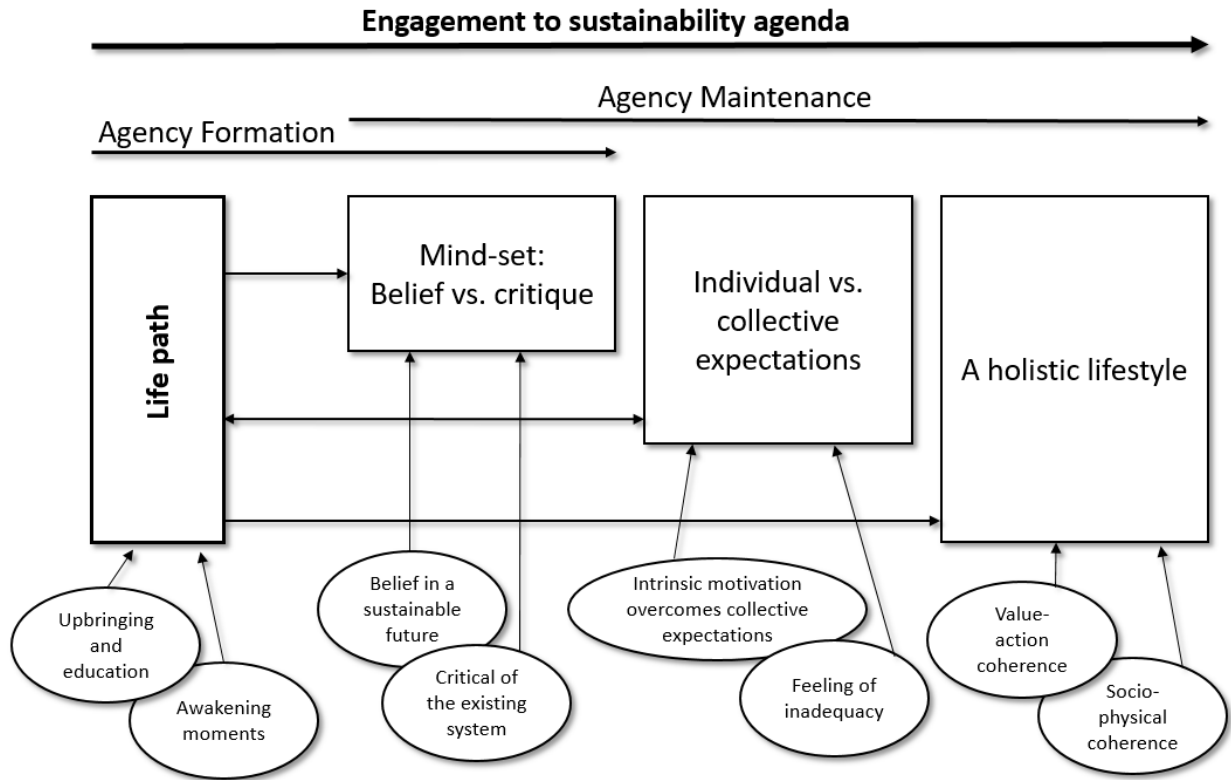 Engagement to sustainability agenda
Agency Maintenance
Agency Formation
Life path
Mind-set:
Belief vs. critique
Individual vs.
collective
expectations
A holistic lifestyle
Upbringing
and
education
Awakening
moments
Belief in a
sustainable
future
Critical of
the existing
system
Intrinsic motivation
overcomes collective
expectations
Feeling of
inadequacy
Value-
action
coherence
Socio-
physical
coherence